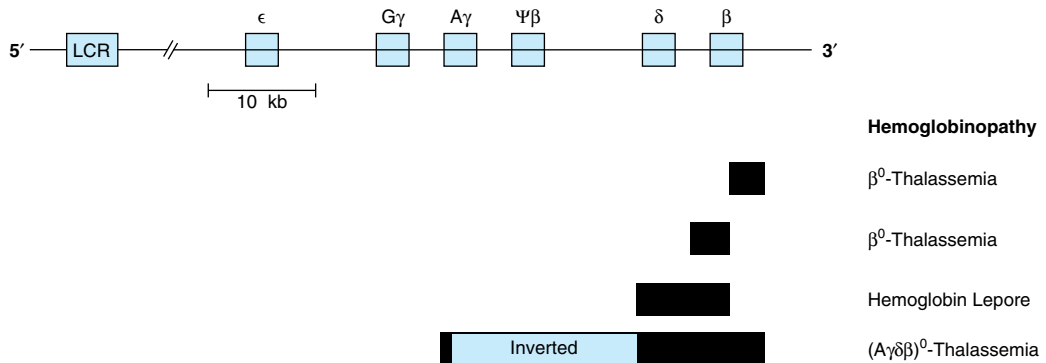 ϵ Gγ Aγ Ψβ δ β
5′ LCR 3′
10 kb
Hemoglobinopathy
β⁰-Thalassemia
β⁰-Thalassemia
Hemoglobin Lepore
Inverted (Aγδβ)⁰-Thalassemia